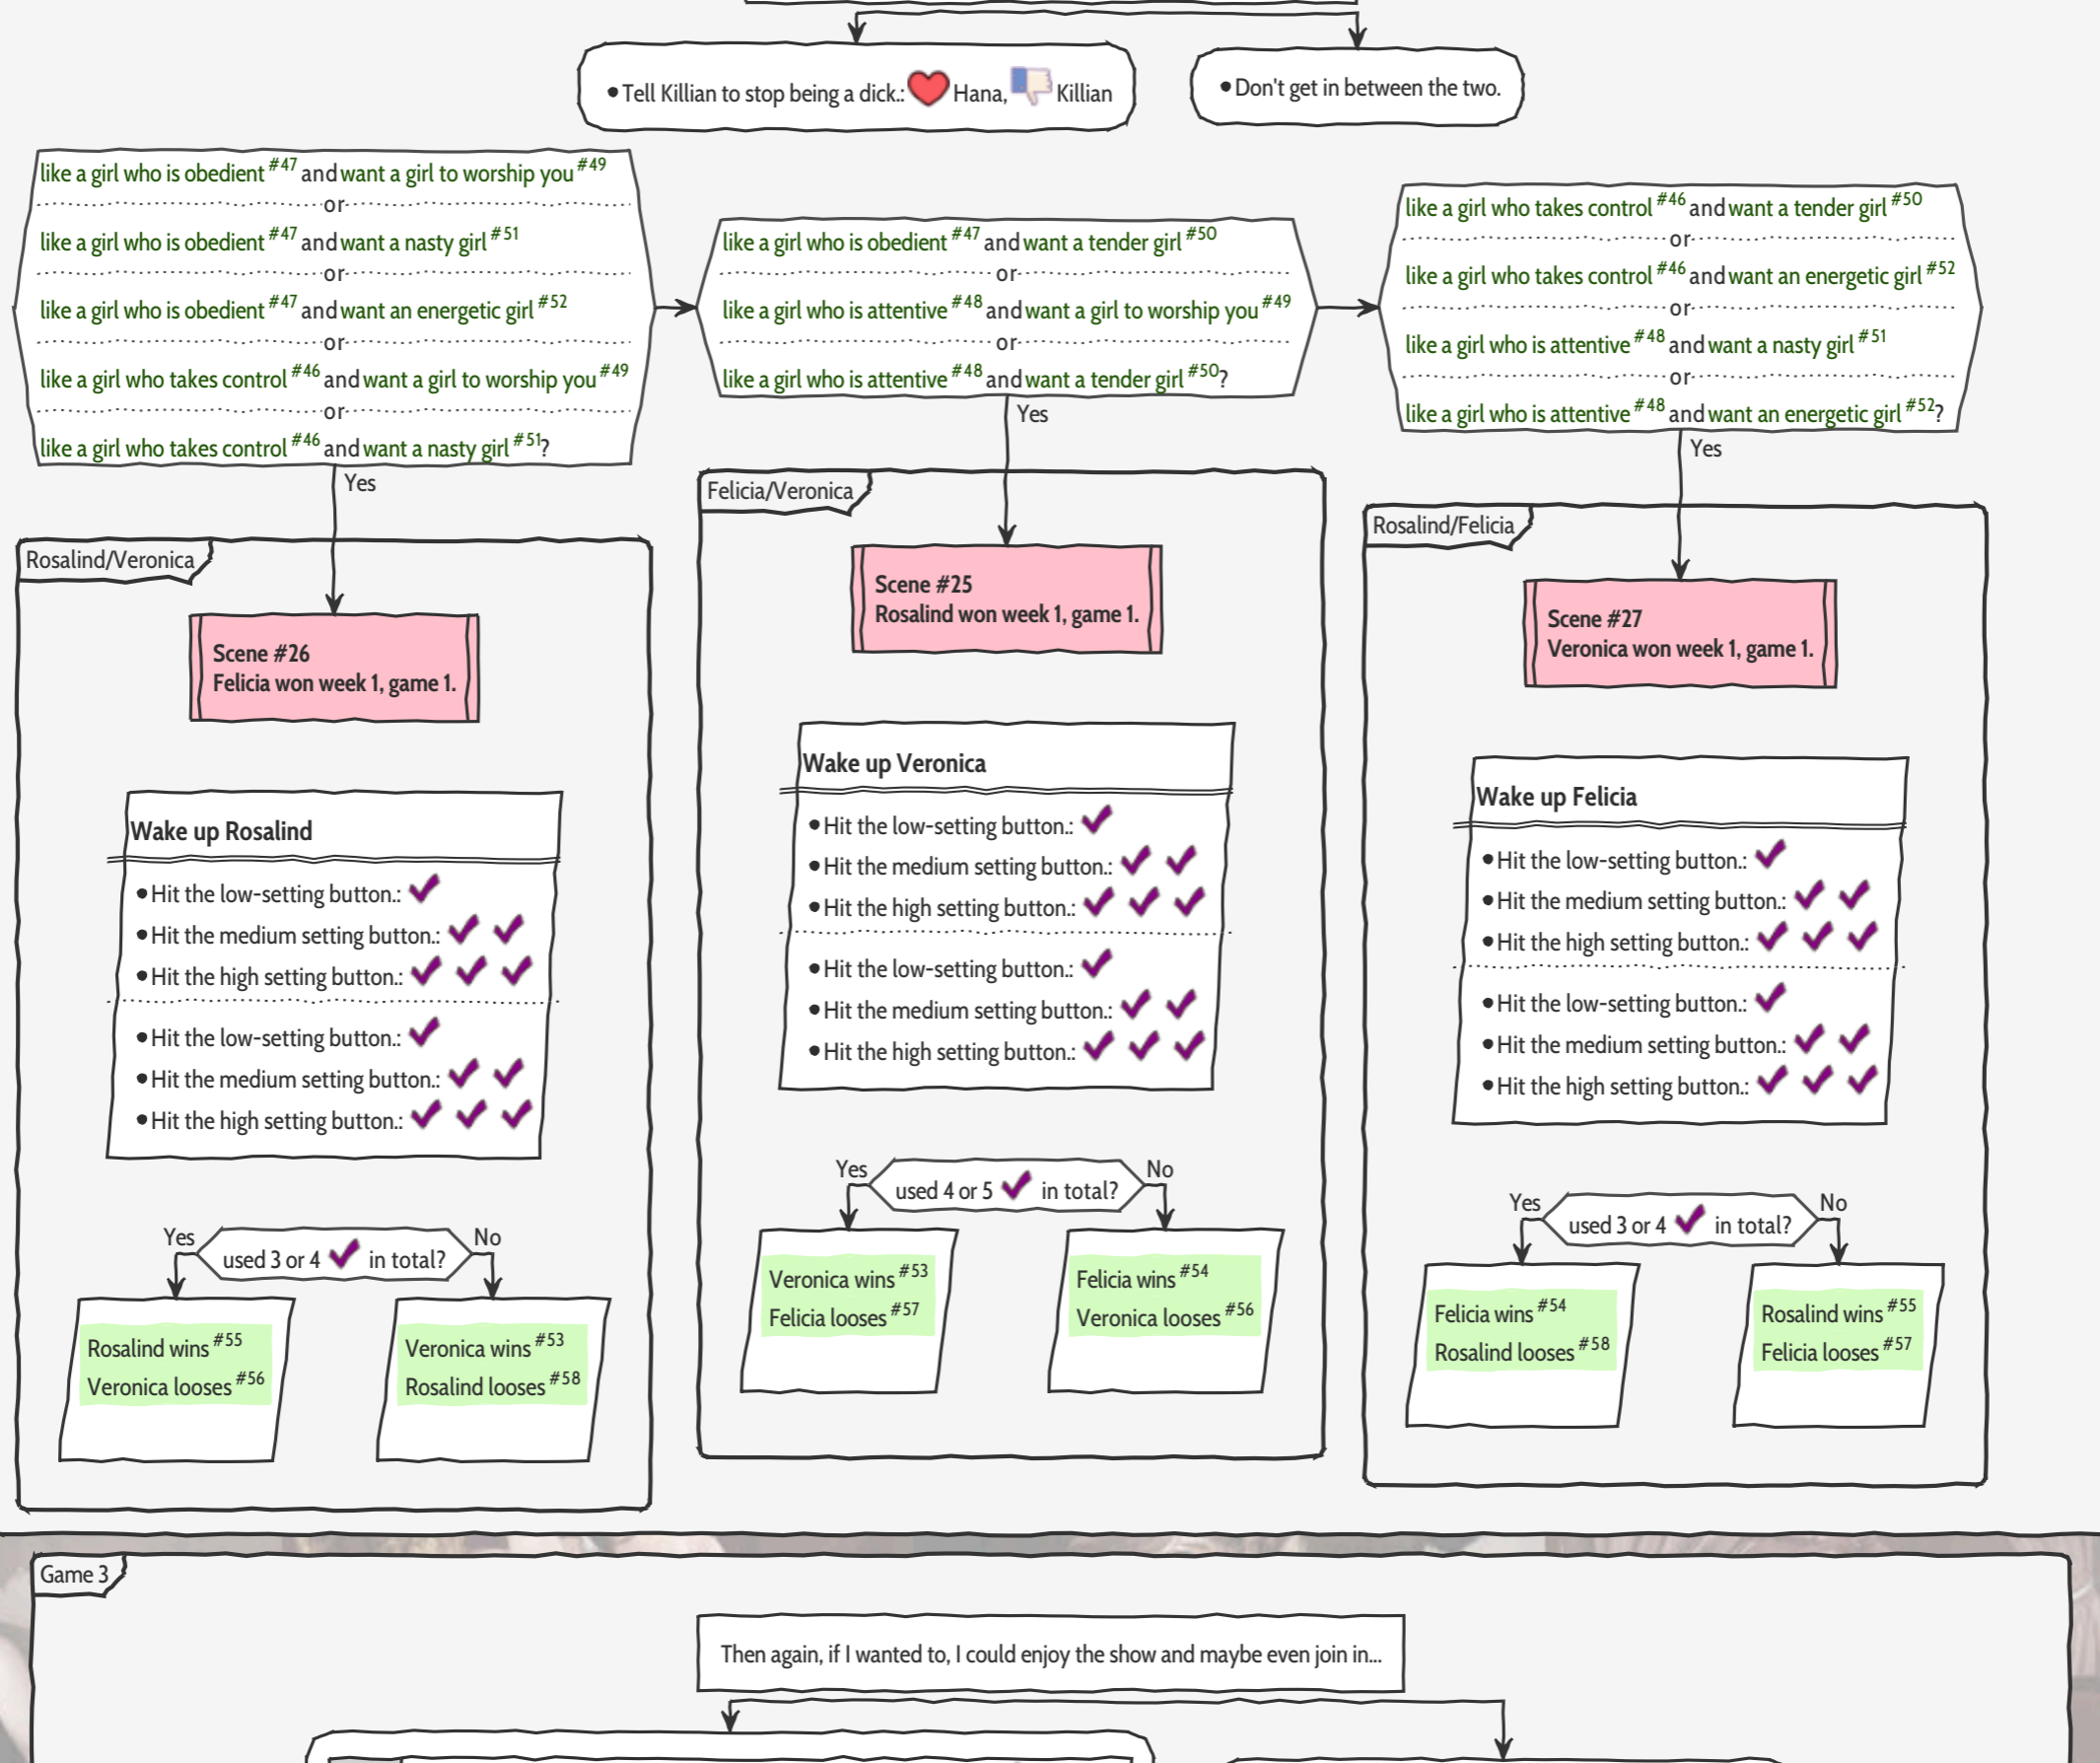 •Tell Killian to stop being a dick.: Hana, Killian
•Don't get in between the two.
like a girl who is obedient #47 and want a girl to worship you #49
or
like a girl who is obedient #47 and want a nasty girl #51
or
like a girl who is obedient #47 and want an energetic girl #52
or
like a girl who takes control #46 and want a girl to worship you #49
or
like a girl who takes control #46 and want a nasty girl #51?
Yes
like a girl who is obedient #47 and want a tender girl #50
or
like a girl who is attentive #48 and want a girl to worship you #49
or
like a girl who is attentive #48 and want a tender girl #50?
Yes
like a girl who takes control #46 and want a tender girl #50
or
like a girl who takes control #46 and want an energetic girl #52
or
like a girl who is attentive #48 and want a nasty girl #51
or
like a girl who is attentive #48 and want an energetic girl #52?
Yes
Rosalind/Veronica
Scene #26
Felicia won week 1, game 1.
Wake up Rosalind
•Hit the low-setting button.:
•Hit the medium setting button.:
•Hit the high setting button.:
•Hit the low-setting button.:
•Hit the medium setting button.:
•Hit the high setting button.:
Yes
used 3 or 4 in total?
No
Rosalind wins #55
Veronica looses #56
Veronica wins #53
Rosalind looses #58
Felicia/Veronica
Scene #25
Rosalind won week 1, game 1.
Wake up Veronica
•Hit the low-setting button.:
•Hit the medium setting button.:
•Hit the high setting button.:
•Hit the low-setting button.:
•Hit the medium setting button.:
•Hit the high setting button.:
Yes
used 4 or 5 in total?
No
Veronica wins #53
Felicia looses #57
Felicia wins #54
Veronica looses #56
Rosalind/Felicia
Scene #27
Veronica won week 1, game 1.
Wake up Felicia
•Hit the low-setting button.:
•Hit the medium setting button.:
•Hit the high setting button.:
•Hit the low-setting button.:
•Hit the medium setting button.:
•Hit the high setting button.:
Yes
used 3 or 4 in total?
No
Felicia wins #54
Rosalind looses #58
Rosalind wins #55
Felicia looses #57
Game 3
Then again, if I wanted to, I could enjoy the show and maybe even join in...